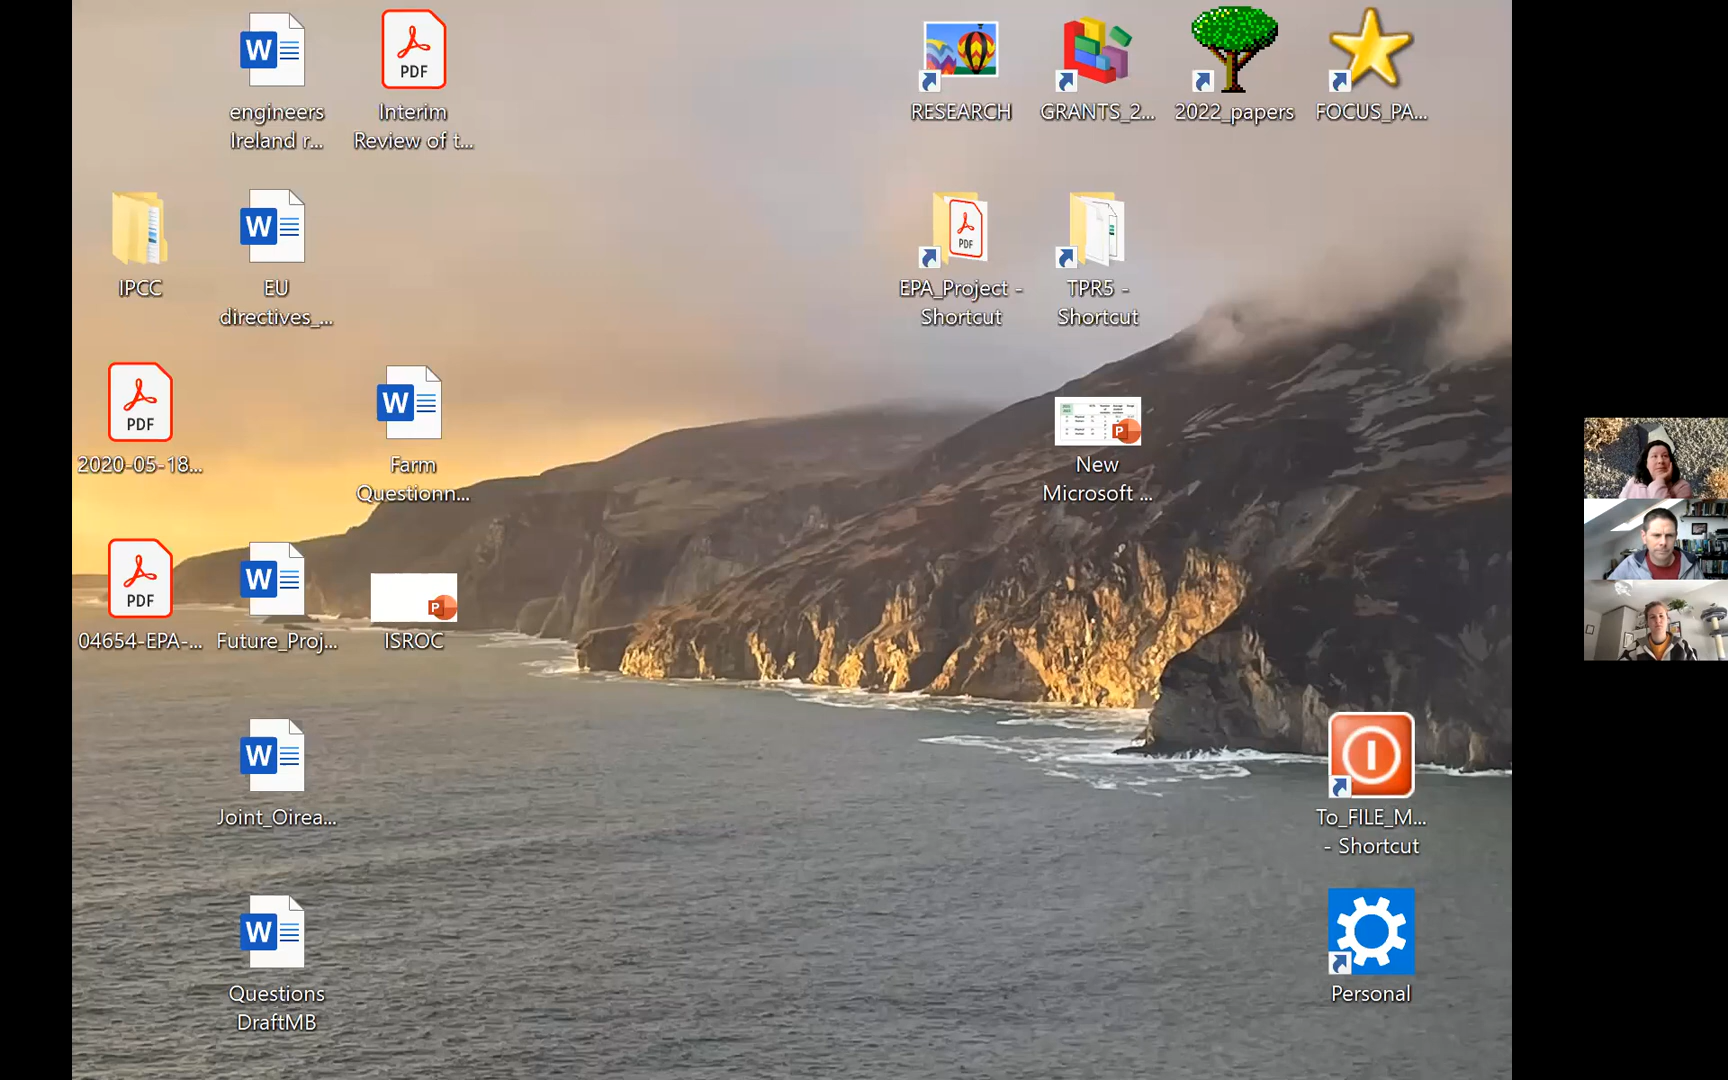 engineers
Ireland r...
Interim
Review of t...
RESEARCH
GRANTS_2...
2022_papers
FOCUS_PA...
IPCC
EU
directives_...
EPA_Project -
Shortcut
TPR5 -
Shortcut
2020-05-18...
Farm
Questionn...
New
Microsoft ...
04654-EPA-...
Future_Proj...
ISROC
Joint_Oirea...
To_FILE_M...
- Shortcut
Questions
DraftMB
Personal
W
PDF
W
PDF
PDF
W
P
PDF
W
P
W
W